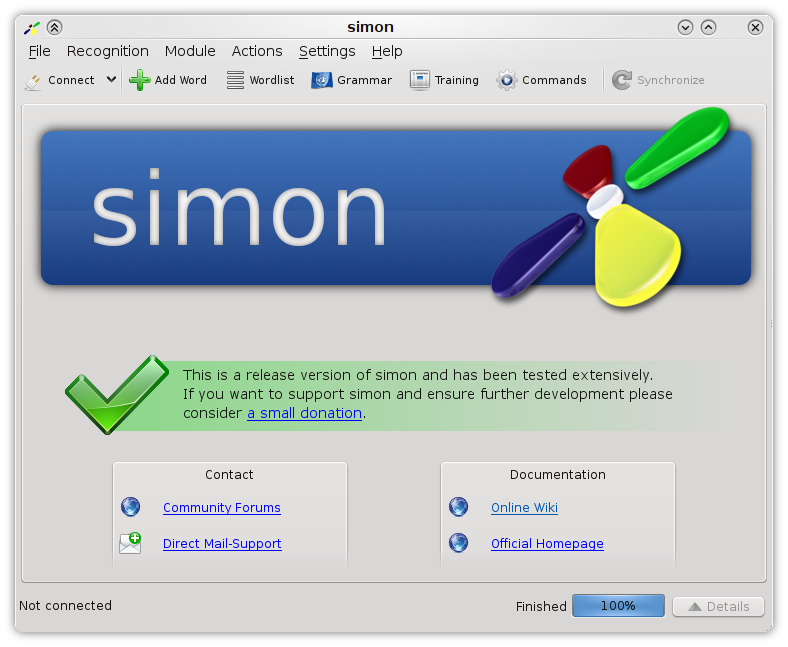 simon
File Recognition Module Actions Settings Help
Connect Add Word Wordlist Grammar Training Commands Synchronize
simon
This is a release version of simon and has been tested extensively.
If you want to support simon and ensure further development please
consider a small donation.
Contact
Community Forums
Direct Mail-Support
Documentation
Online Wiki
Official Homepage
Not connected Finished 100% Details